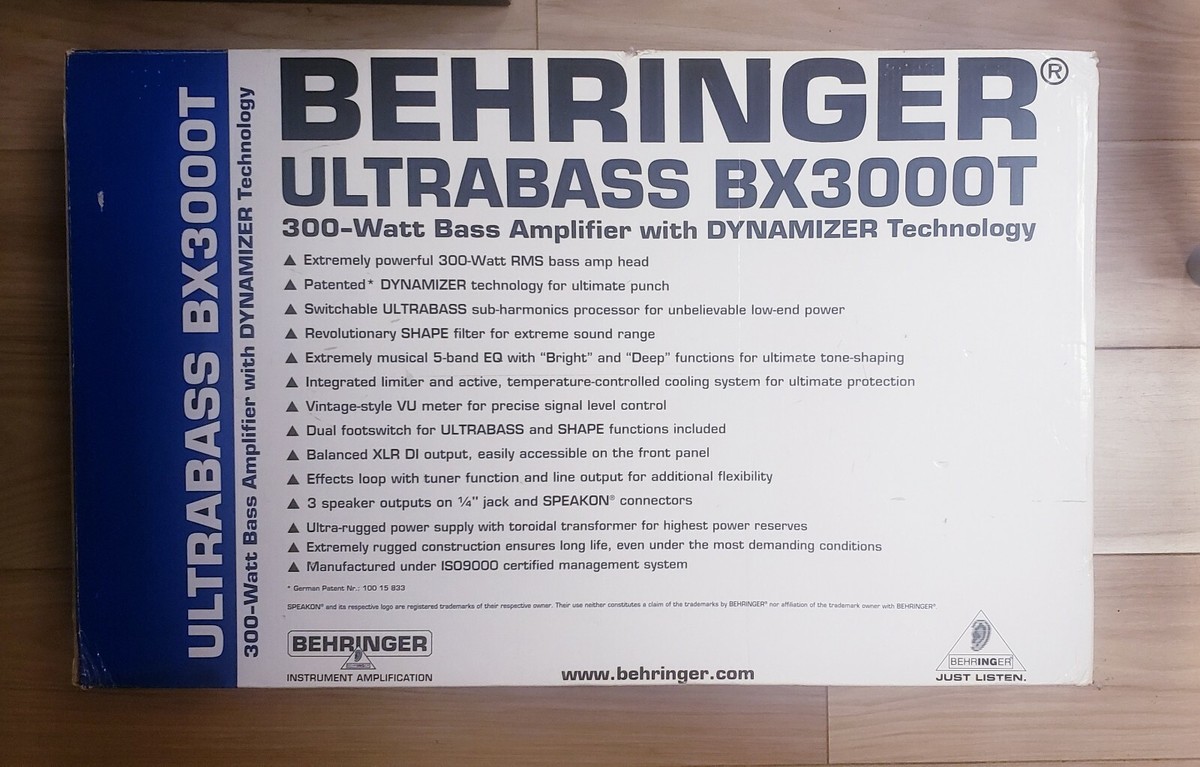 ULTRABASS BX3000T
300-Watt Bass Amplifier with DYNAMIZER Technology
BEHRINGER®
ULTRABASS BX3000T
300-Watt Bass Amplifier with DYNAMIZER Technology
▲ Extremely powerful 300-Watt RMS bass amp head
▲ Patented* DYNAMIZER technology for ultimate punch
▲ Switchable ULTRABASS sub-harmonics processor for unbelievable low-end power
▲ Revolutionary SHAPE filter for extreme sound range
▲ Extremely musical 5-band EQ with “Bright” and “Deep” functions for ultimate tone-shaping
▲ Integrated limiter and active, temperature-controlled cooling system for ultimate protection
▲ Vintage-style VU meter for precise signal level control
▲ Dual footswitch for ULTRABASS and SHAPE functions included
▲ Balanced XLR DI output, easily accessible on the front panel
▲ Effects loop with tuner function and line output for additional flexibility
▲ 3 speaker outputs on ¼" jack and SPEAKON® connectors
▲ Ultra-rugged power supply with toroidal transformer for highest power reserves
▲ Extremely rugged construction ensures long life, even under the most demanding conditions
▲ Manufactured under ISO9000 certified management system
* German Patent Nr.: 100 15 833
SPEAKON® and its respective logo are registered trademarks of their respective owner. Their use neither constitutes a claim of the trademarks by BEHRINGER® nor affiliation of the trademark owner with BEHRINGER®.
BEHRINGER
INSTRUMENT AMPLIFICATION
www.behringer.com
BEHRINGER
JUST LISTEN.